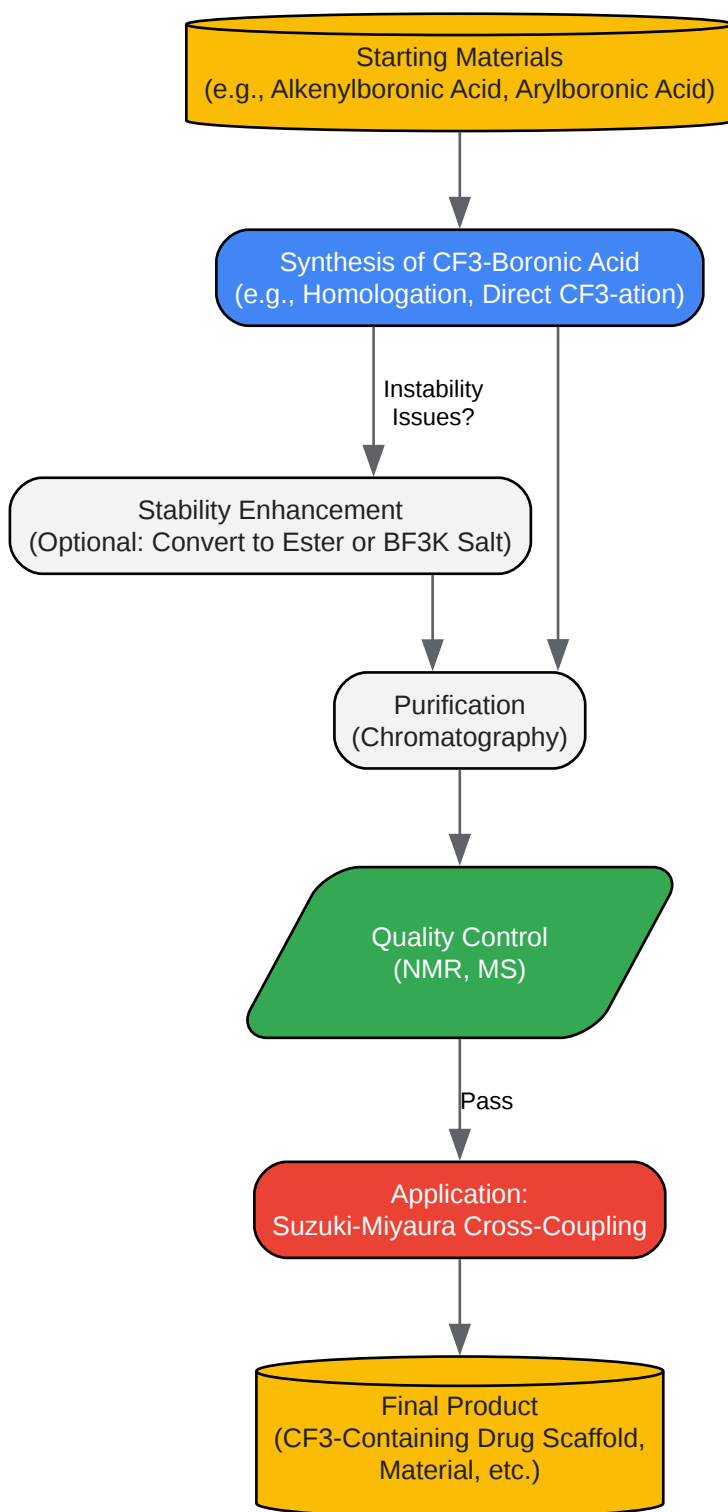 Starting Materials
(e.g., Alkenylboronic Acid, Arylboronic Acid)
Synthesis of CF3-Boronic Acid
(e.g., Homologation, Direct CF3-ation)
Instability
Issues?
Stability Enhancement
(Optional: Convert to Ester or BF3K Salt)
Purification
(Chromatography)
Quality Control
(NMR, MS)
Pass
Application:
Suzuki-Miyaura Cross-Coupling
Final Product
(CF3-Containing Drug Scaffold,
Material, etc.)